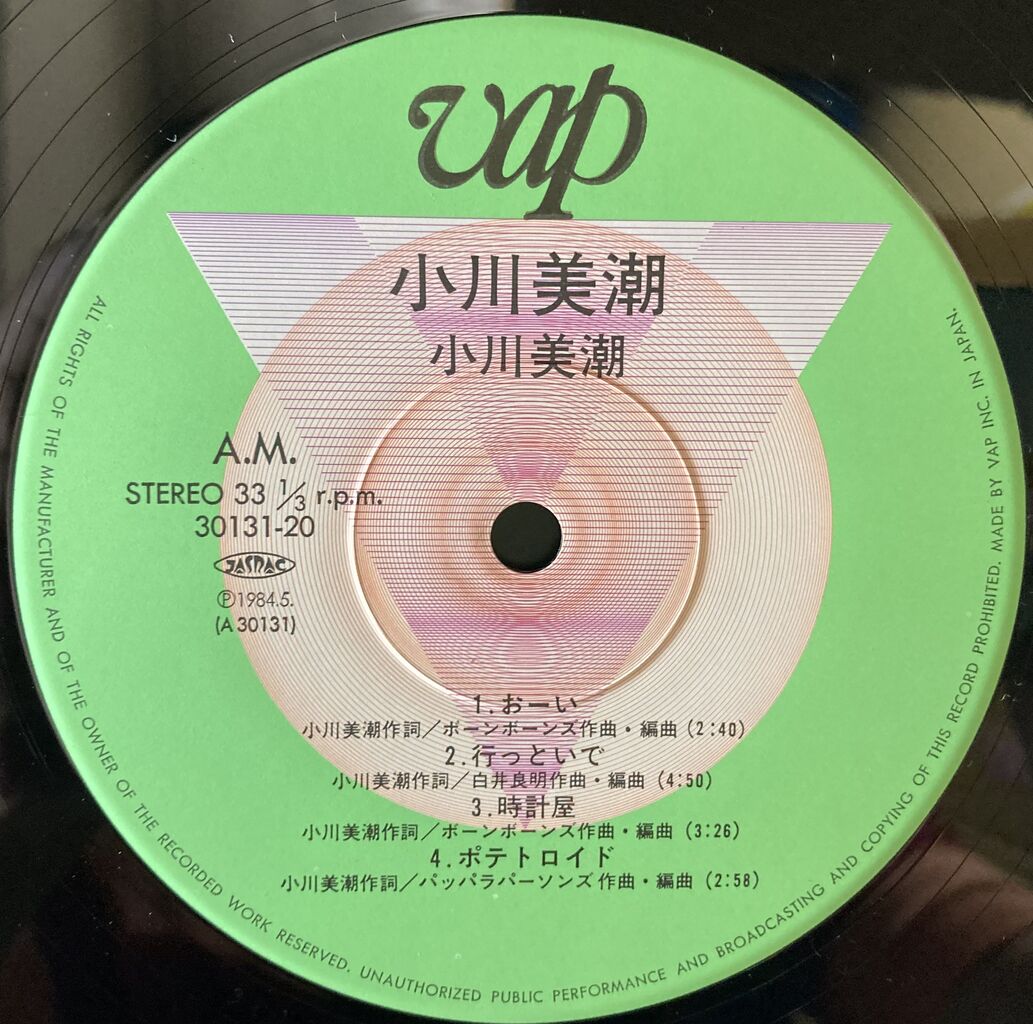 vap
小川美潮
小川美潮
A.M.
STEREO 33 1/3 r.p.m.
30131-20
JASRAC
Ⓟ1984.5.
(A 30131)
1.おーい
小川美潮作詞／ボーンボーンズ作曲・編曲 (2:40)
2.行っといで
小川美潮作詞／白井良明作曲・編曲 (4:50)
3.時計屋
小川美潮作詞／ボーンボーンズ作曲・編曲 (3:26)
4.ポテトロイド
小川美潮作詞／パッパラパーソンズ作曲・編曲 (2:58)
ALL RIGHTS OF THE MANUFACTURER AND OF THE OWNER OF THE RECORDED WORK RESERVED. UNAUTHORIZED PUBLIC PERFORMANCE AND BROADCASTING AND COPYING OF THIS RECORD PROHIBITED. MADE BY VAP INC. IN JAPAN.